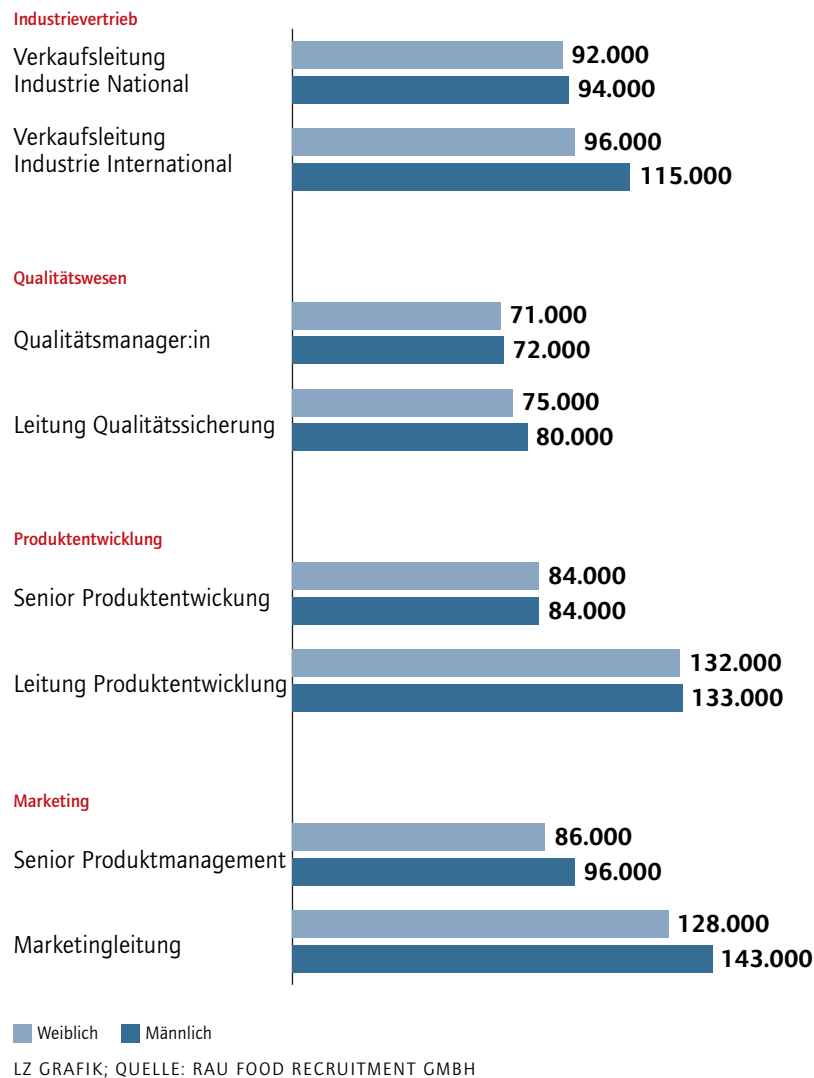 Industrievertrieb
Verkaufsleitung
Industrie National
92.000
94.000
Verkaufsleitung
Industrie International
96.000
115.000
Qualitätswesen
Qualitätsmanager:in
71.000
72.000
Leitung Qualitätssicherung
75.000
80.000
Produktentwicklung
Senior Produktentwickung
84.000
84.000
Leitung Produktentwicklung
132.000
133.000
Marketing
Senior Produktmanagement
86.000
96.000
Marketingleitung
128.000
143.000
Weiblich Männlich
LZ GRAFIK; QUELLE: RAU FOOD RECRUITMENT GMBH